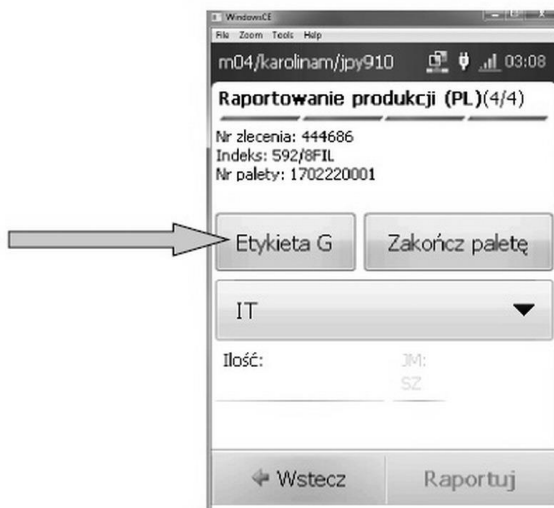 WindowsCE
File Zoom Tools Help
m04/karolinam/jpy910 03:08
Raportowanie produkcji (PL)(4/4)
Nr zlecenia: 444686
Indeks: 592/8FIL
Nr palety: 1702220001
Etykieta G Zakończ paletę
IT
Ilość: JM:
SZ
Wstecz Raportuj